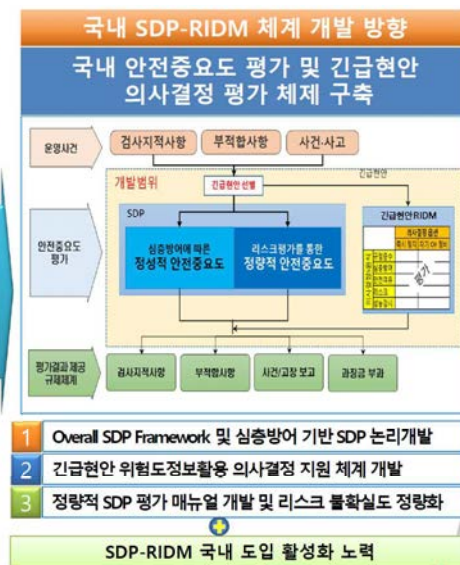 국내 SDP-RIDM 체계 개발 방향
국내 안전중요도 평가 및 긴급현안
의사결정 평가 체제 구축
운영사건
검사지적사항
부적합사항
사건·사고
개발범위
긴급현안 선별
긴급현안
SDP
긴급현안 RIDM
안전중요도
평가
심층방어에 따른
정성적 안전중요도
리스크평가를 통한
정량적 안전중요도
의사결정 옵션
평가
평가결과 제공
규제체계
검사지적사항
부적합사항
사건/고장 보고
과징금 부과
1 Overall SDP Framework 및 심층방어 기반 SDP 논리개발
2 긴급현안 위험도정보활용 의사결정 지원 체계 개발
3 정량적 SDP 평가 매뉴얼 개발 및 리스크 불확실도 정량화
SDP-RIDM 국내 도입 활성화 노력